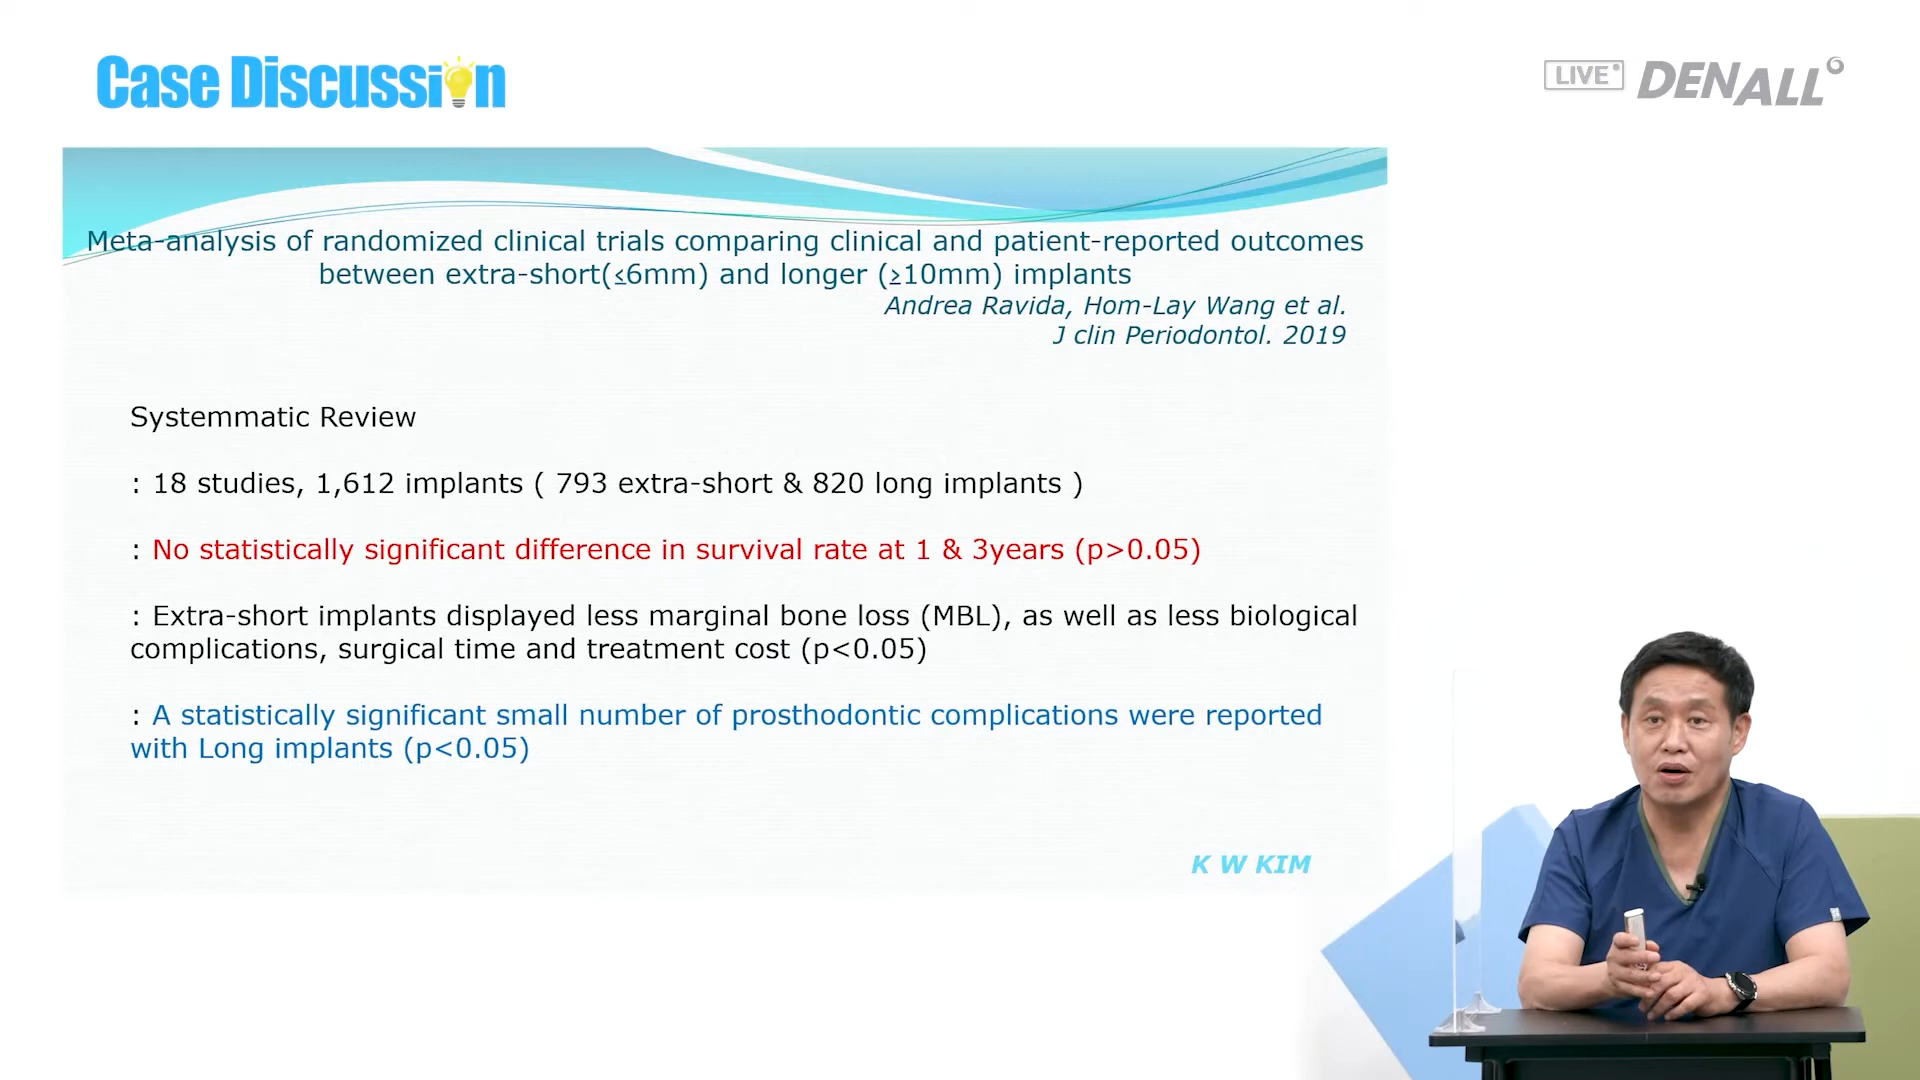 Case Discussion
LIVE DENALL
Meta-analysis of randomized clinical trials comparing clinical and patient-reported outcomes
between extra-short(≤6mm) and longer (≥10mm) implants
Andrea Ravida, Hom-Lay Wang et al.
J clin Periodontol. 2019
Systemmatic Review
: 18 studies, 1,612 implants ( 793 extra-short & 820 long implants )
: No statistically significant difference in survival rate at 1 & 3years (p>0.05)
: Extra-short implants displayed less marginal bone loss (MBL), as well as less biological
complications, surgical time and treatment cost (p<0.05)
: A statistically significant small number of prosthodontic complications were reported
with Long implants (p<0.05)
K W KIM